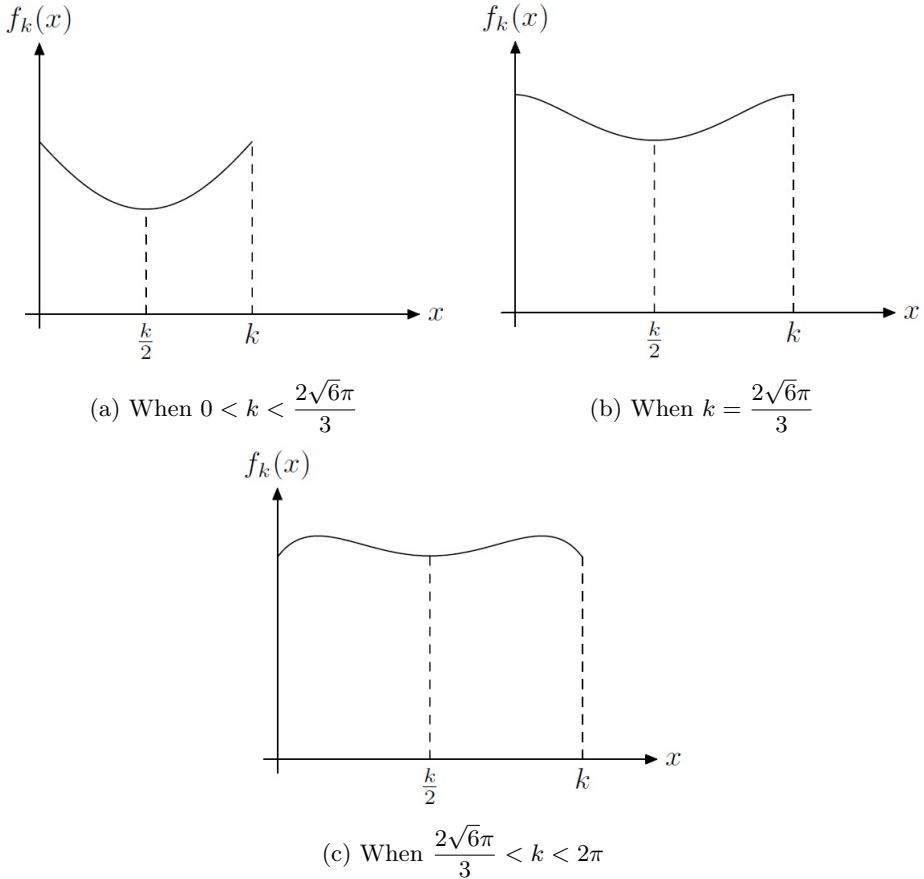 f_k(x)
x
k/2
k
(a) When 0 < k < 2√6π/3
f_k(x)
x
k/2
k
(b) When k = 2√6π/3
f_k(x)
x
k/2
k
(c) When 2√6π/3 < k < 2π